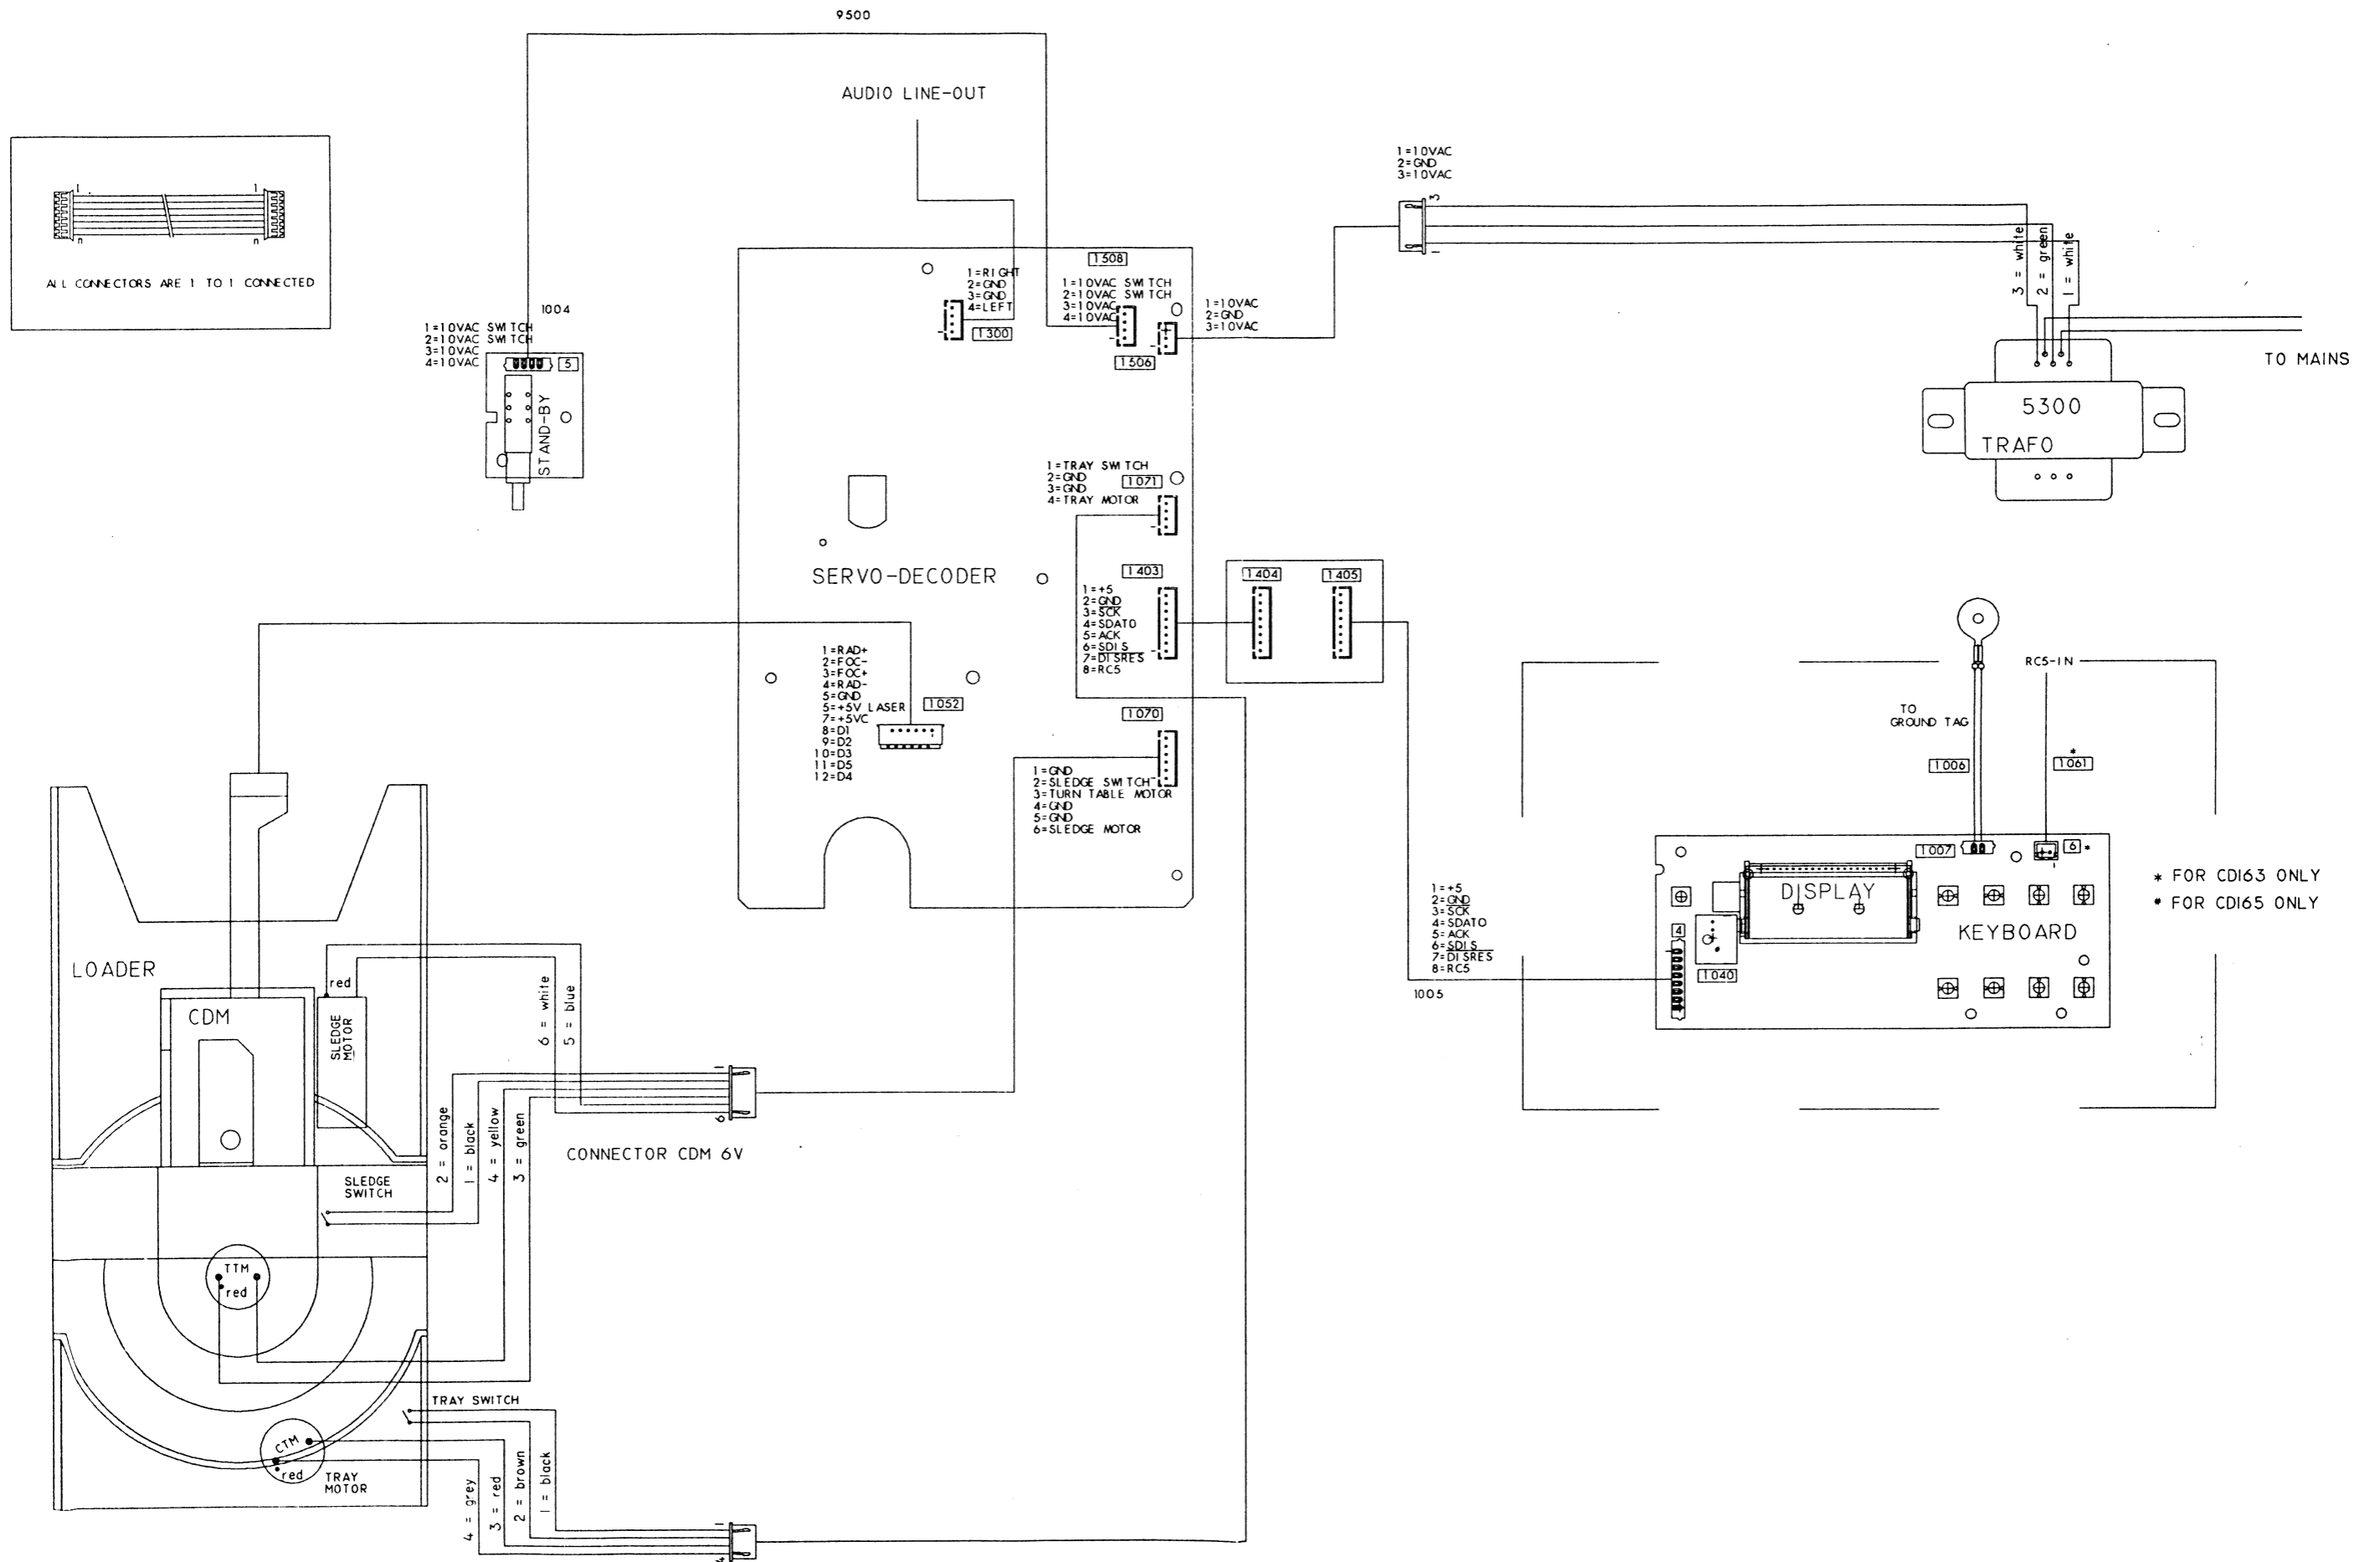 9500
AUDIO LINE-OUT
1
1
n
n
ALL CONNECTORS ARE 1 TO 1 CONNECTED
1=10VAC
2=GND
3=10VAC
3
1
3 = white
2 = green
1 = white
TO MAINS
5300
TRAFO
1004
1=10VAC SWITCH
2=10VAC SWITCH
3=10VAC
4=10VAC
5
STAND-BY
1=RIGHT
2=GND
3=GND
4=LEFT
1300
1508
1=10VAC SWITCH
2=10VAC SWITCH
3=10VAC
4=10VAC
1506
1=10VAC
2=GND
3=10VAC
1=TRAY SWITCH
2=GND
3=GND
4=TRAY MOTOR
1071
SERVO-DECODER
1403
1=+5
2=GND
3=SCK
4=SDATO
5=ACK
6=SDIS
7=DISRES
8=RC5
1404
1405
1=RAD+
2=FOC-
3=FOC+
4=RAD-
5=GND
5=+5V LASER
7=+5VC
8=D1
9=D2
10=D3
11=D5
12=D4
1052
1070
1=GND
2=SLEDGE SWITCH
3=TURN TABLE MOTOR
4=GND
5=GND
6=SLEDGE MOTOR
RC5-IN
TO
GROUND TAG
1006
*
1061
1007
6 *
DISPLAY
KEYBOARD
4
1040
* FOR CDI63 ONLY
* FOR CDI65 ONLY
1=+5
2=GND
3=SCK
4=SDATO
5=ACK
6=SDIS
7=DISRES
8=RC5
1005
LOADER
red
CDM
SLEDGE
MOTOR
6 = white
5 = blue
2 = orange
1 = black
4 = yellow
3 = green
1
6
CONNECTOR CDM 6V
SLEDGE
SWITCH
TTM
red
TRAY SWITCH
CTM
red
TRAY
MOTOR
4 = grey
3 = red
2 = brown
1 = black
1
4